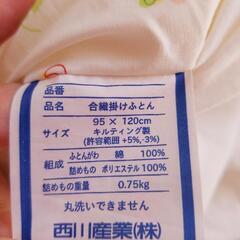 品番
品名 合繊掛けふとん
サイズ 95 × 120cm
キルティング製
(許容範囲 +5%,-3%)
組成 ふとんがわ 綿 100%
詰めもの ポリエステル 100%
詰めもの重量 0.75kg
丸洗いできません
西川産業(株)